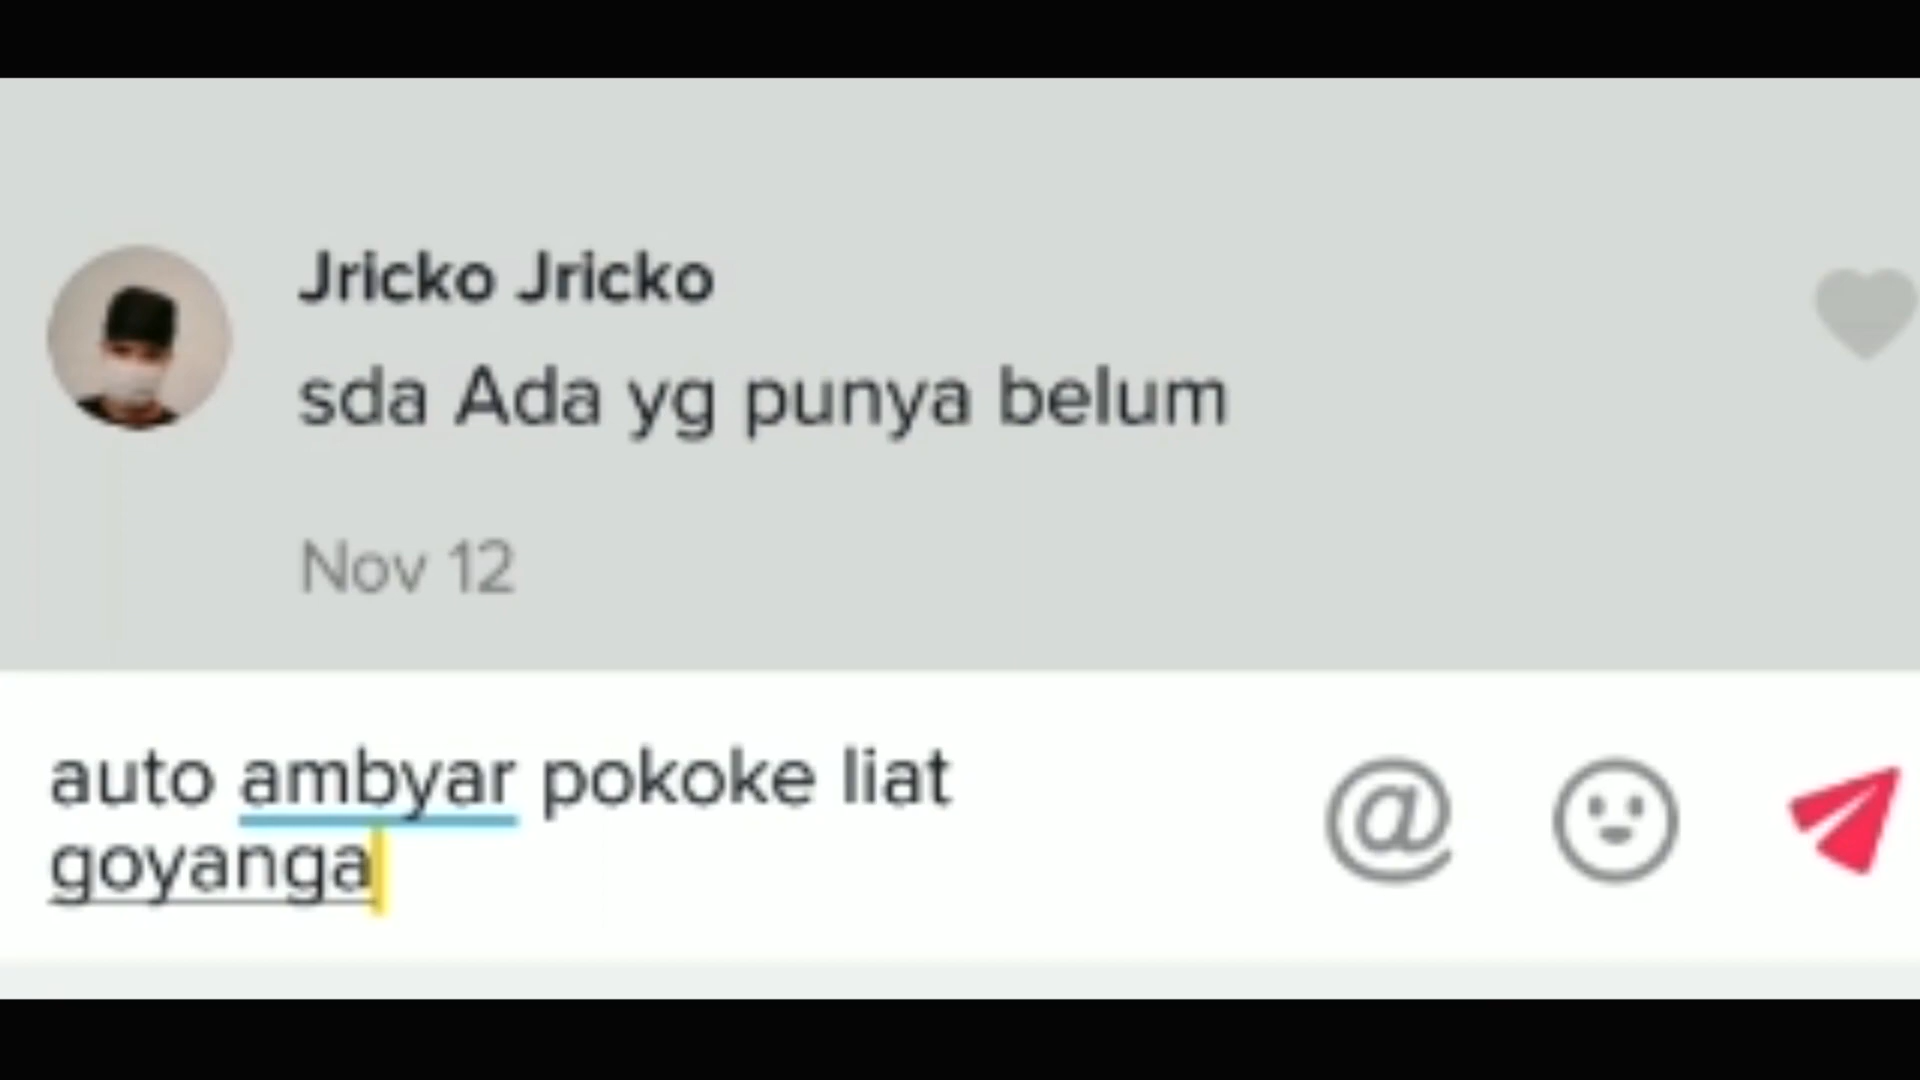 Jricko Jricko
sda Ada yg punya belum
Nov 12
auto ambyar pokoke liat
goyanga